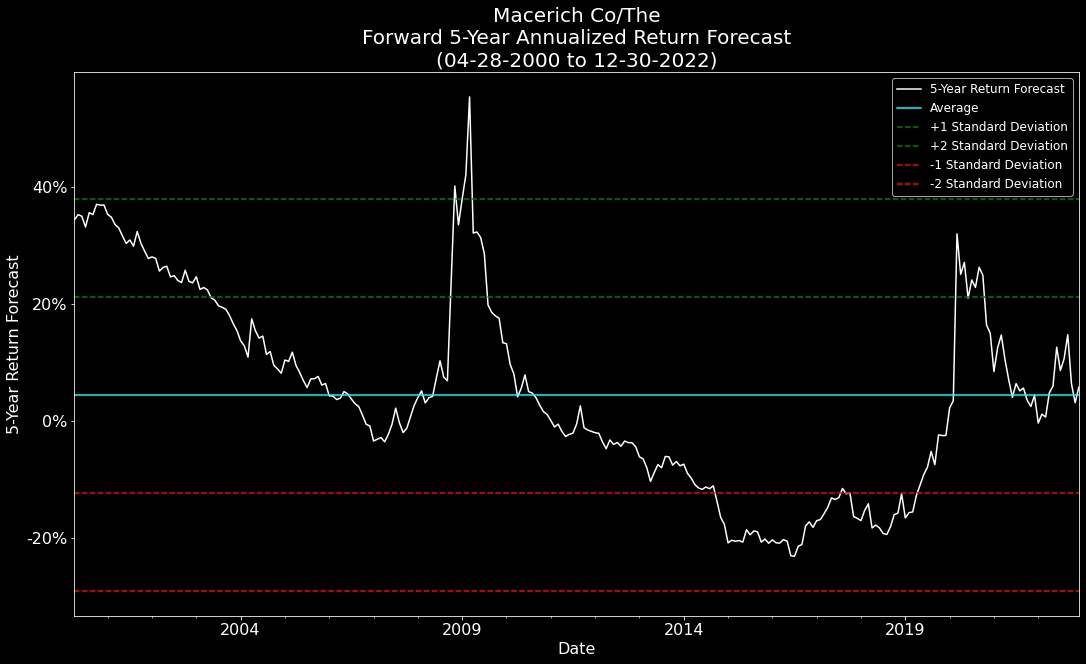 Macerich Co/The
Forward 5-Year Annualized Return Forecast
(04-28-2000 to 12-30-2022)
5-Year Return Forecast
Average
+1 Standard Deviation
+2 Standard Deviation
-1 Standard Deviation
-2 Standard Deviation
5-Year Return Forecast
40%
20%
0%
-20%
2004
2009
2014
2019
Date